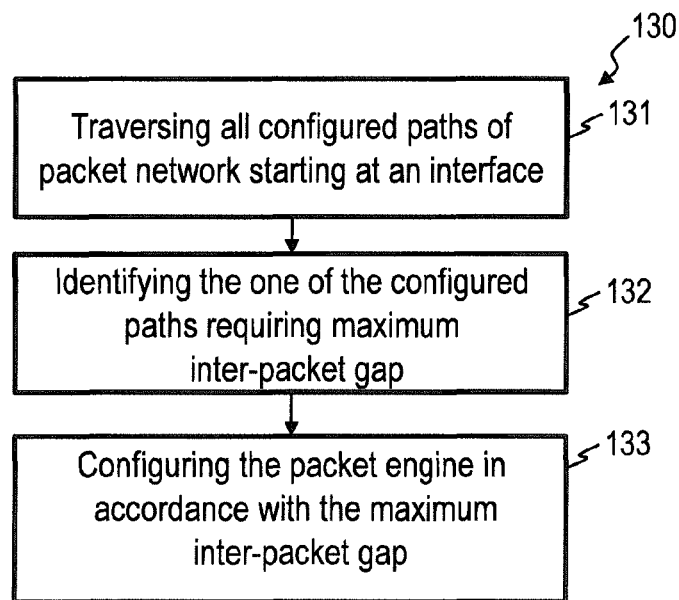 130
Traversing all configured paths of
packet network starting at an interface
131
Identifying the one of the configured
paths requiring maximum
inter-packet gap
132
Configuring the packet engine in
accordance with the maximum
inter-packet gap
133